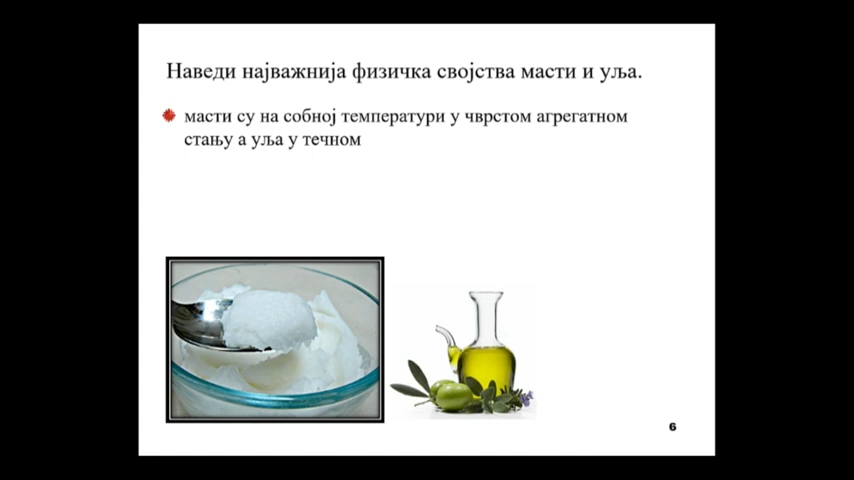 Наведи најважнија физичка својства масти и уља.
масти су на собној температури у чврстом агрегатном
стању а уља у течном
6